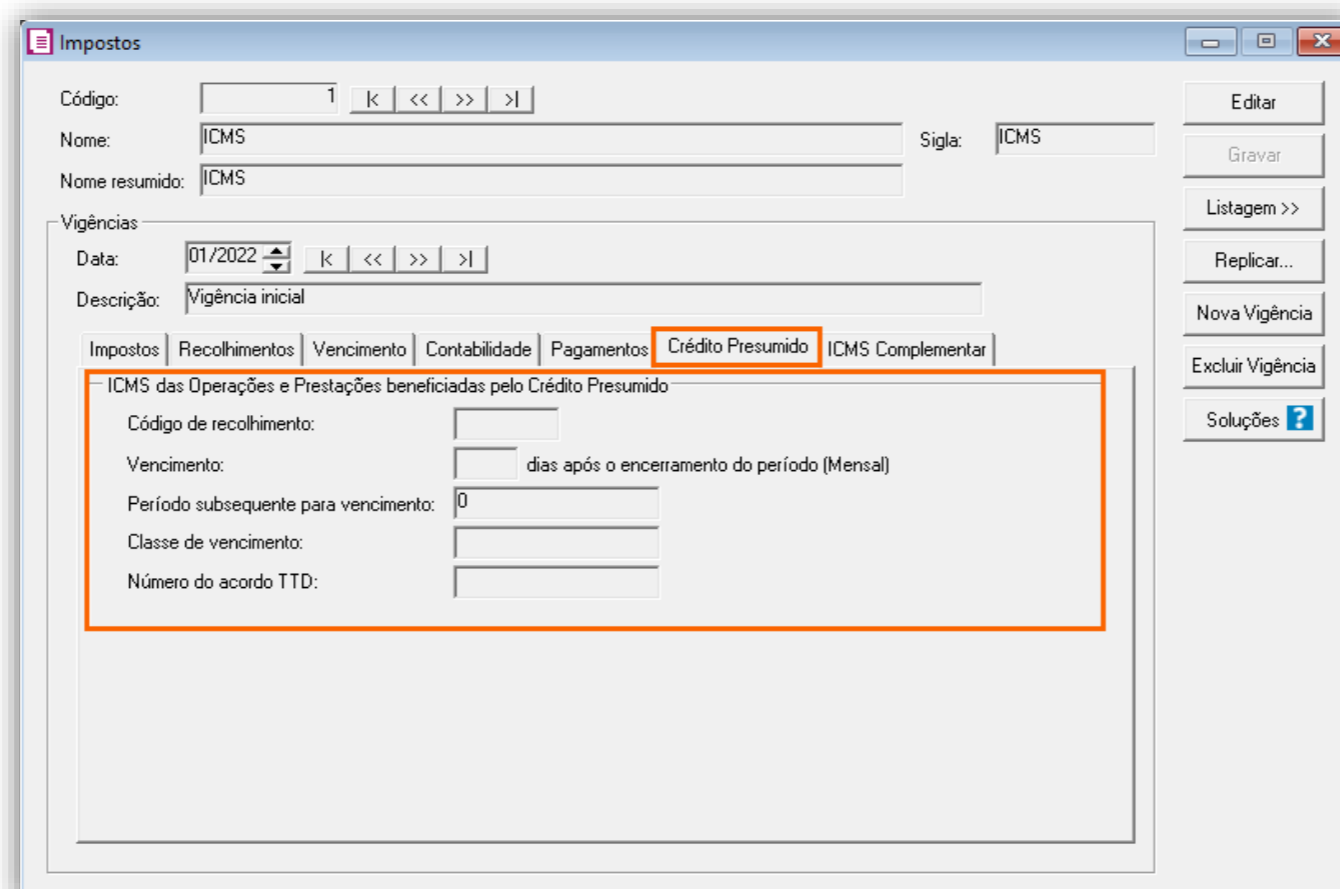 Impostos
Código: 1 |< << >> >|
Nome: ICMS Sigla: ICMS
Nome resumido: ICMS
Vigências
Data: 01/2022 |< << >> >|
Descrição: Vigência inicial
Impostos Recolhimentos Vencimento Contabilidade Pagamentos Crédito Presumido ICMS Complementar
ICMS das Operações e Prestações beneficiadas pelo Crédito Presumido
Código de recolhimento:
Vencimento: dias após o encerramento do período (Mensal)
Período subsequente para vencimento: 0
Classe de vencimento:
Número do acordo TTD:
Editar
Gravar
Listagem >>
Replicar...
Nova Vigência
Excluir Vigência
Soluções ?